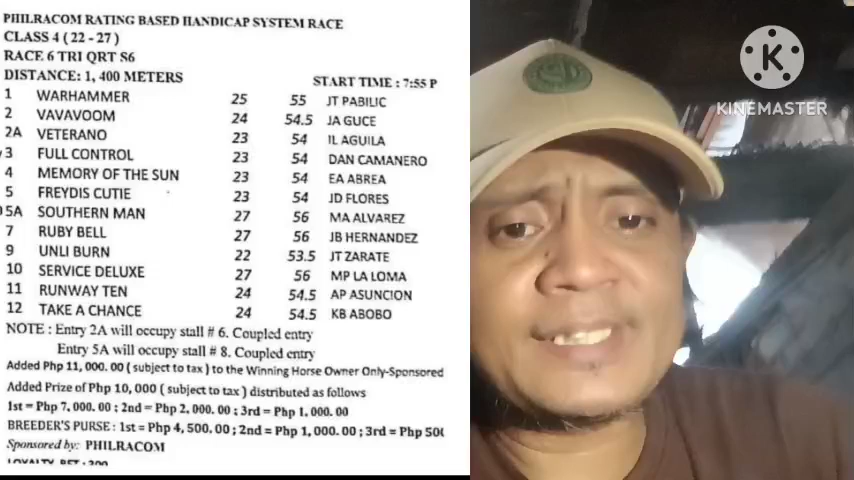 PHILRACOM RATING BASED HANDICAP SYSTEM RACE
CLASS 4 ( 22 - 27 )
RACE 6 TRI QRT S6
DISTANCE: 1, 400 METERS START TIME : 7:55 P
1 WARHAMMER 25 55 JT PABILIC
2 VAVAVOOM 24 54.5 JA GUCE
2A VETERANO 23 54 IL AGUILA
3 FULL CONTROL 23 54 DAN CAMANERO
4 MEMORY OF THE SUN 23 54 EA ABREA
5 FREYDIS CUTIE 23 54 JD FLORES
5A SOUTHERN MAN 27 56 MA ALVAREZ
7 RUBY BELL 27 56 JB HERNANDEZ
9 UNLI BURN 22 53.5 JT ZARATE
10 SERVICE DELUXE 27 56 MP LA LOMA
11 RUNWAY TEN 24 54.5 AP ASUNCION
12 TAKE A CHANCE 24 54.5 KB ABOBO
NOTE : Entry 2A will occupy stall # 6. Coupled entry
Entry 5A will occupy stall # 8. Coupled entry
Added Php 11, 000. 00 ( subject to tax ) to the Winning Horse Owner Only-Sponsored
Added Prize of Php 10, 000 ( subject to tax ) distributed as follows
1st = Php 7, 000. 00 ; 2nd = Php 2, 000. 00 ; 3rd = Php 1, 000. 00
BREEDER'S PURSE : 1st = Php 4, 500. 00 ; 2nd = Php 1, 000. 00 ; 3rd = Php 50
Sponsored by: PHILRACOM
LOYALTY BET : 300
KINEMASTER